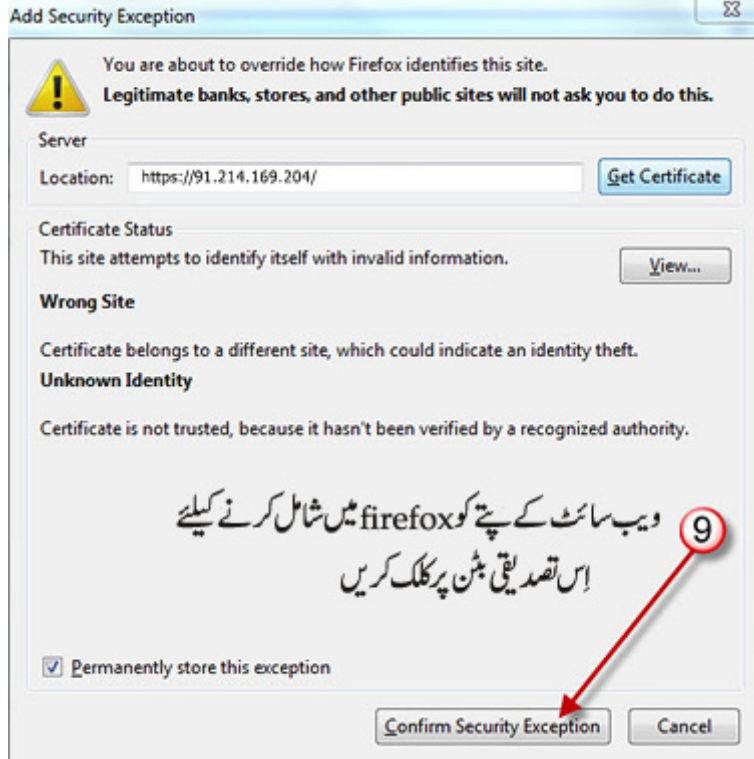 Add Security Exception
You are about to override how Firefox identifies this site.
Legitimate banks, stores, and other public sites will not ask you to do this.
Server
Location: https://91.214.169.204/ Get Certificate
Certificate Status
This site attempts to identify itself with invalid information. View...
Wrong Site
Certificate belongs to a different site, which could indicate an identity theft.
Unknown Identity
Certificate is not trusted, because it hasn't been verified by a recognized authority.
ویب سائٹ کے پتے کو firefox میں شامل کرنے کیلئے
9
اِس تصدیقی بٹن پر کلک کریں
Permanently store this exception
Confirm Security Exception Cancel